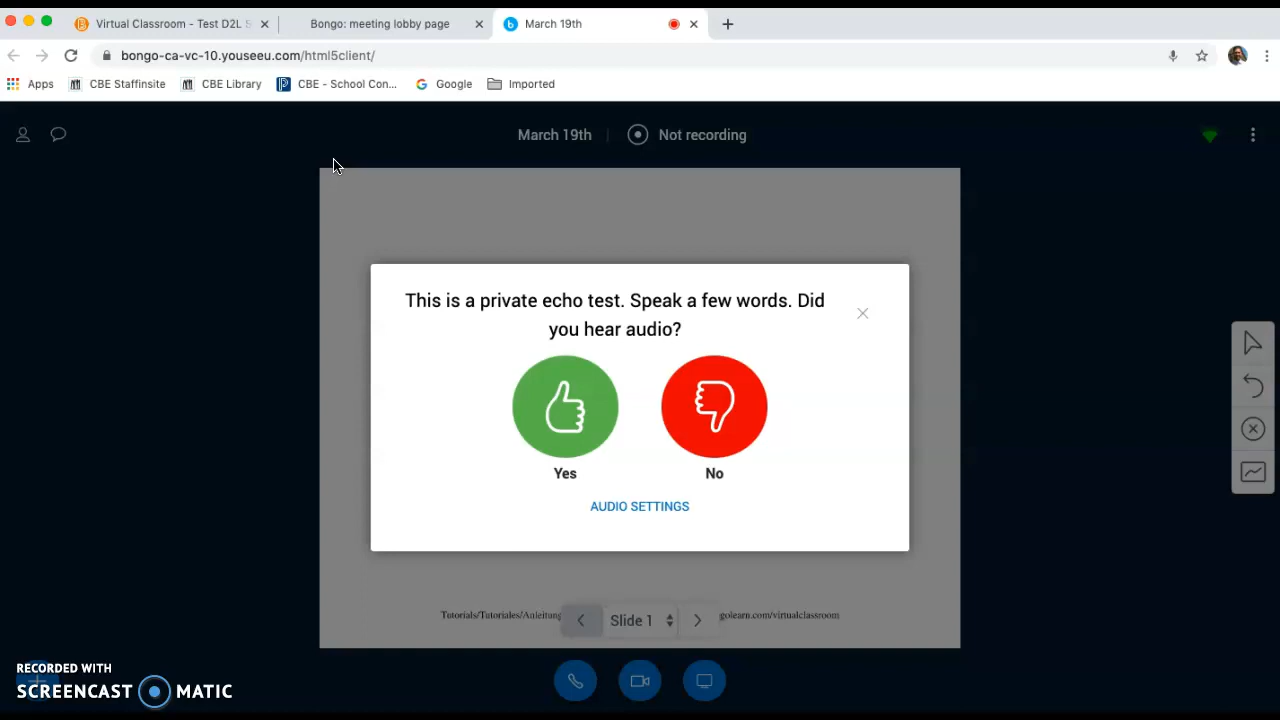 Virtual Classroom - Test D2L S
Bongo: meeting lobby page
March 19th
bongo-ca-vc-10.youseeu.com/html5client/
Apps
CBE Staffinsite
CBE Library
CBE - School Con...
Google
Imported
March 19th
Not recording
This is a private echo test. Speak a few words. Did
you hear audio?
Yes
No
AUDIO SETTINGS
Tutorials/Tutoriales/Anleitung
Slide 1
golearn.com/virtualclassroom
RECORDED WITH
SCREENCAST MATIC